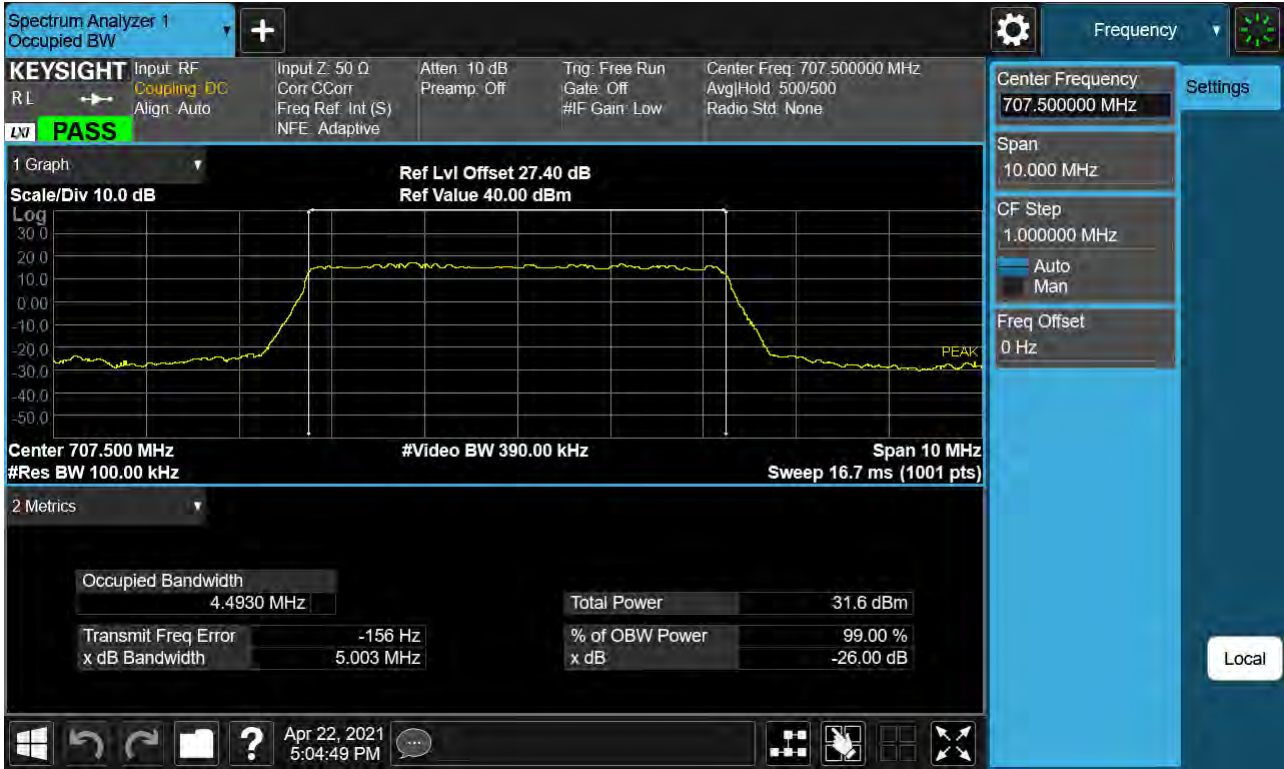 Spectrum Analyzer 1
Occupied BW
Frequency
KEYSIGHT
R L
LXI PASS
Input: RF
Coupling: DC
Align: Auto
Input Z: 50 Ω
Corr CCorr
Freq Ref: Int (S)
NFE: Adaptive
Atten: 10 dB
Preamp: Off
Trig: Free Run
Gate: Off
#IF Gain: Low
Center Freq: 707.500000 MHz
Avg|Hold: 500/500
Radio Std: None
Center Frequency
707.500000 MHz
Settings
Span
10.000 MHz
CF Step
1.000000 MHz
Auto
Man
Freq Offset
0 Hz
1 Graph
Scale/Div 10.0 dB
Ref Lvl Offset 27.40 dB
Ref Value 40.00 dBm
Log
30.0
20.0
10.0
0.00
-10.0
-20.0
-30.0
-40.0
-50.0
PEAK
Center 707.500 MHz
#Video BW 390.00 kHz
Span 10 MHz
#Res BW 100.00 kHz
Sweep 16.7 ms (1001 pts)
2 Metrics
Occupied Bandwidth
4.4930 MHz
Total Power 31.6 dBm
Transmit Freq Error -156 Hz
% of OBW Power 99.00 %
x dB Bandwidth 5.003 MHz
x dB -26.00 dB
Local
?
Apr 22, 2021
5:04:49 PM